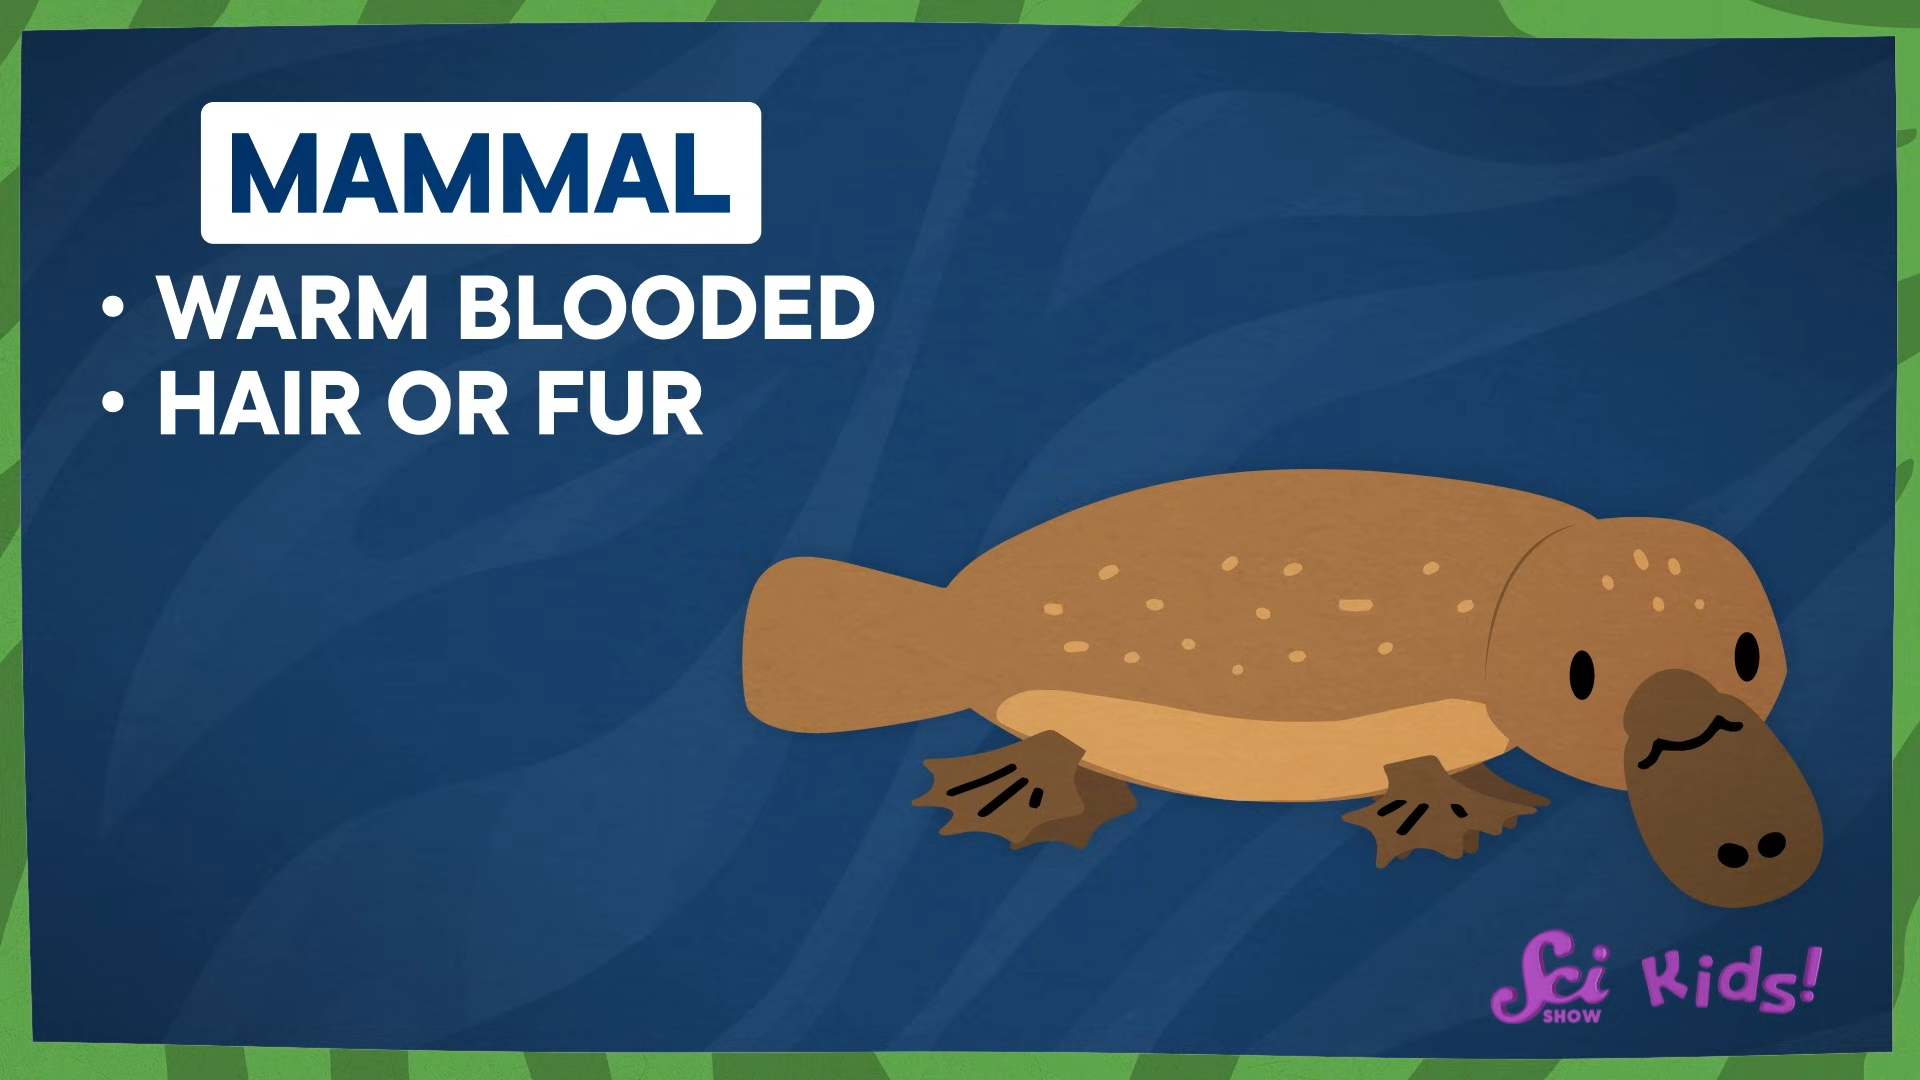 MAMMAL
• WARM BLOODED
• HAIR OR FUR
Sci Kids!
SHOW